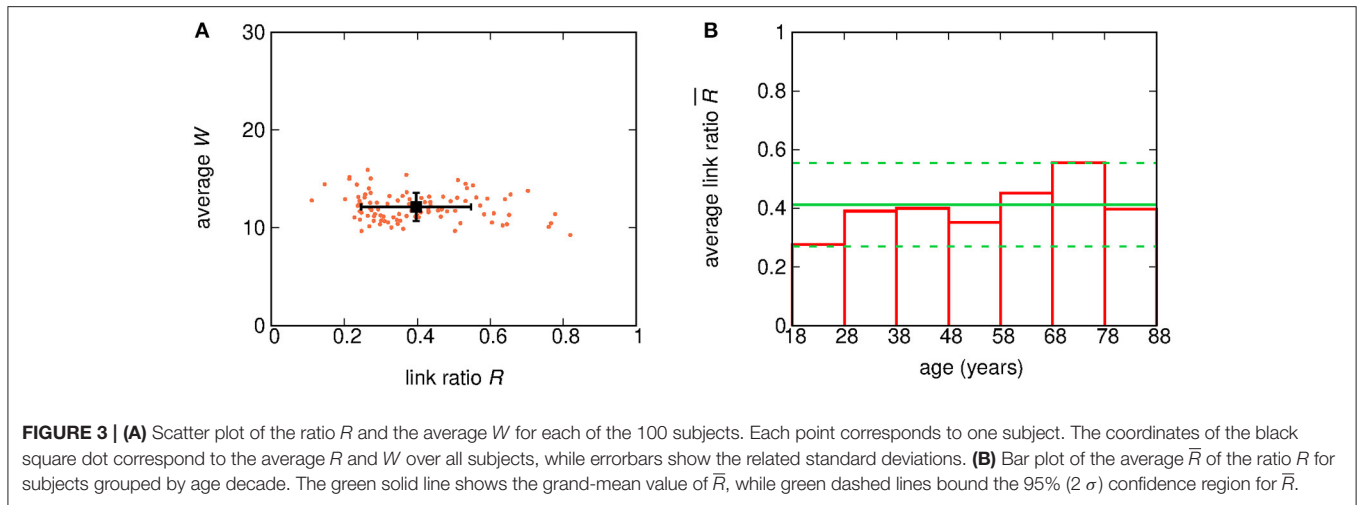 A
30
20
10
0
average W
0 0.2 0.4 0.6 0.8 1
link ratio R
B
1
0.8
0.6
0.4
0.2
0
average link ratio R̅
18 28 38 48 58 68 78 88
age (years)
FIGURE 3 | (A) Scatter plot of the ratio R and the average W for each of the 100 subjects. Each point corresponds to one subject. The coordinates of the black
square dot correspond to the average R and W over all subjects, while errorbars show the related standard deviations. (B) Bar plot of the average R̅ of the ratio R for
subjects grouped by age decade. The green solid line shows the grand-mean value of R̅, while green dashed lines bound the 95% (2 σ) confidence region for R̅.